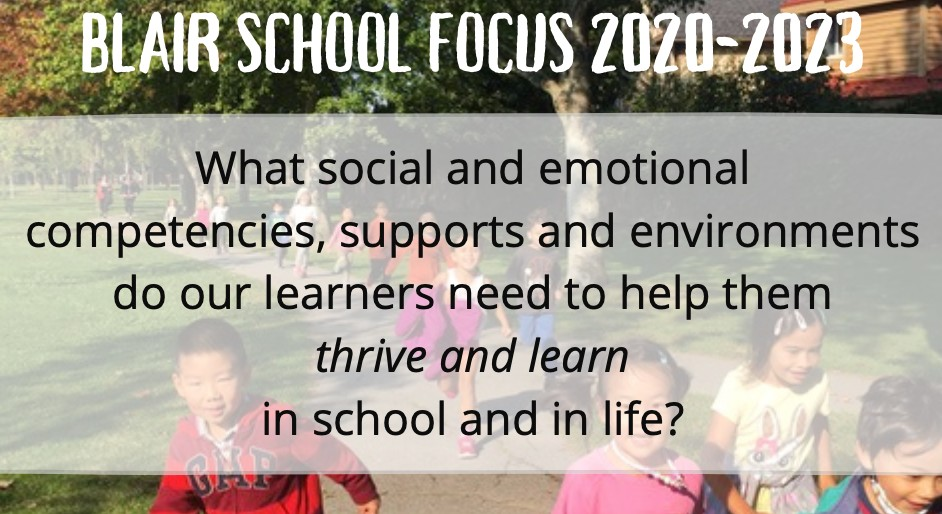 BLAIR SCHOOL FOCUS 2020-2023
What social and emotional
competencies, supports and environments
do our learners need to help them
thrive and learn
in school and in life?
GAP